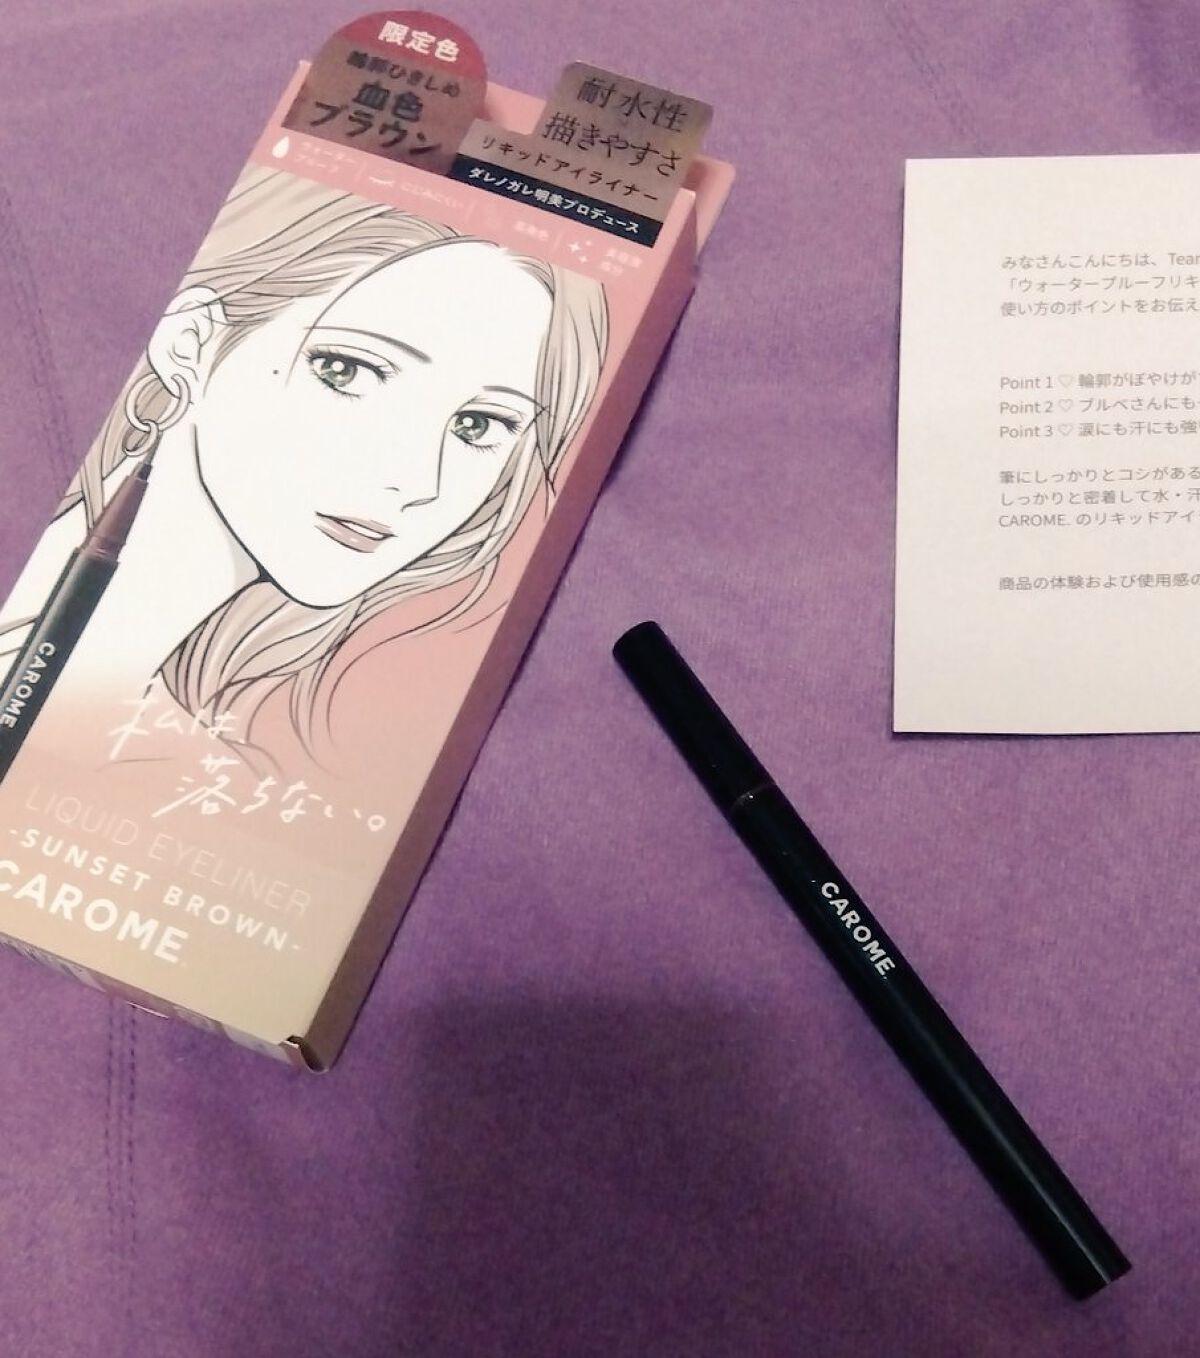 限定色
輪郭ひきしめ
血色
ブラウン
耐水性
描きやすさ
リキッドアイライナー
ダレノガレ明美プロデュース
ウォーター
プルーフ
にじみにくい
高発色
美容液
成分
CAROME
私は、
落ちない。
LIQUID EYELINER
-SUNSET BROWN-
CAROME
CAROME.
みなさんこんにちは、Tear
「ウォータープルーフリキ
使い方のポイントをお伝え
Point 1 ♡ 輪郭がぼやけが
Point 2 ♡ ブルベさんにも
Point 3 ♡ 涙にも汗にも強
筆にしっかりとコシがある
しっかりと密着して水・汗
CAROME. のリキッドアイ
商品の体験および使用感の